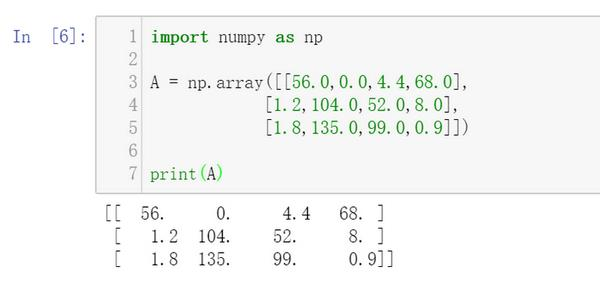 In [6]:
1 import numpy as np
2
3 A = np.array([[56.0,0.0,4.4,68.0],
4 [1.2,104.0,52.0,8.0],
5 [1.8,135.0,99.0,0.9]])
6
7 print(A)
[[ 56. 0. 4.4 68. ]
[ 1.2 104. 52. 8. ]
[ 1.8 135. 99. 0.9]]